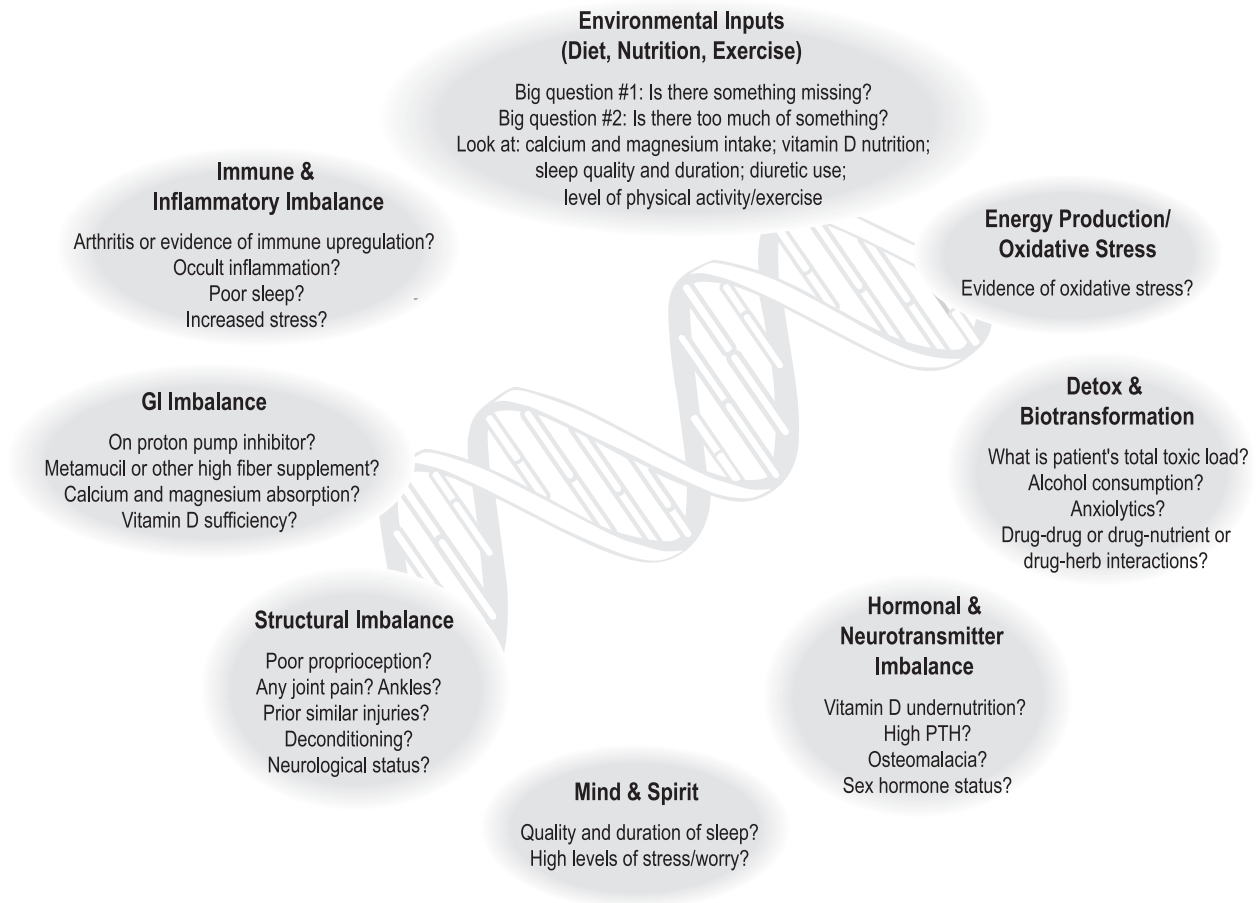 Environmental Inputs
(Diet, Nutrition, Exercise)
Big question #1: Is there something missing?
Big question #2: Is there too much of something?
Look at: calcium and magnesium intake; vitamin D nutrition;
sleep quality and duration; diuretic use;
level of physical activity/exercise
Immune &
Inflammatory Imbalance
Arthritis or evidence of immune upregulation?
Occult inflammation?
Poor sleep?
Increased stress?
Energy Production/
Oxidative Stress
Evidence of oxidative stress?
GI Imbalance
On proton pump inhibitor?
Metamucil or other high fiber supplement?
Calcium and magnesium absorption?
Vitamin D sufficiency?
Detox &
Biotransformation
What is patient's total toxic load?
Alcohol consumption?
Anxiolytics?
Drug-drug or drug-nutrient or
drug-herb interactions?
Structural Imbalance
Poor proprioception?
Any joint pain? Ankles?
Prior similar injuries?
Deconditioning?
Neurological status?
Hormonal &
Neurotransmitter
Imbalance
Vitamin D undernutrition?
High PTH?
Osteomalacia?
Sex hormone status?
Mind & Spirit
Quality and duration of sleep?
High levels of stress/worry?